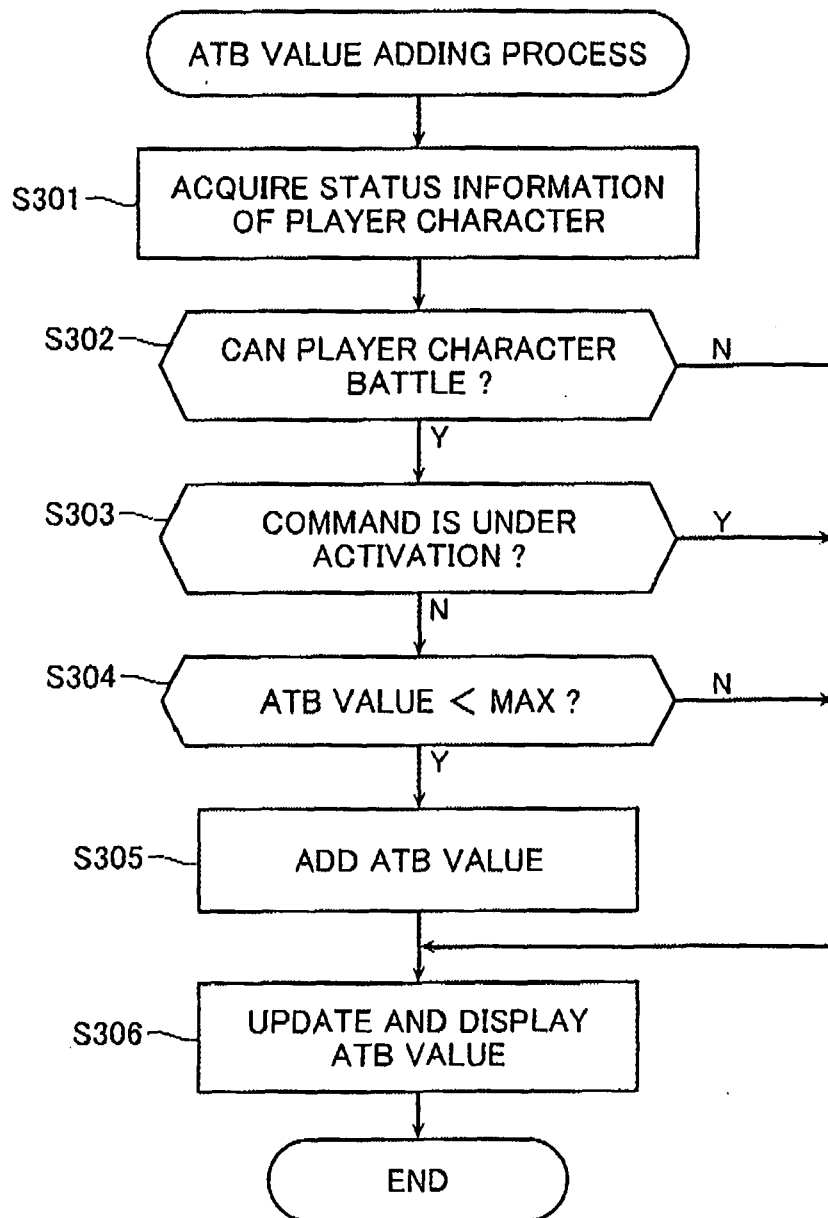 ATB VALUE ADDING PROCESS
S301
ACQUIRE STATUS INFORMATION
OF PLAYER CHARACTER
S302
CAN PLAYER CHARACTER
BATTLE ?
N
Y
S303
COMMAND IS UNDER
ACTIVATION ?
Y
N
S304
ATB VALUE < MAX ?
N
Y
S305
ADD ATB VALUE
S306
UPDATE AND DISPLAY
ATB VALUE
END